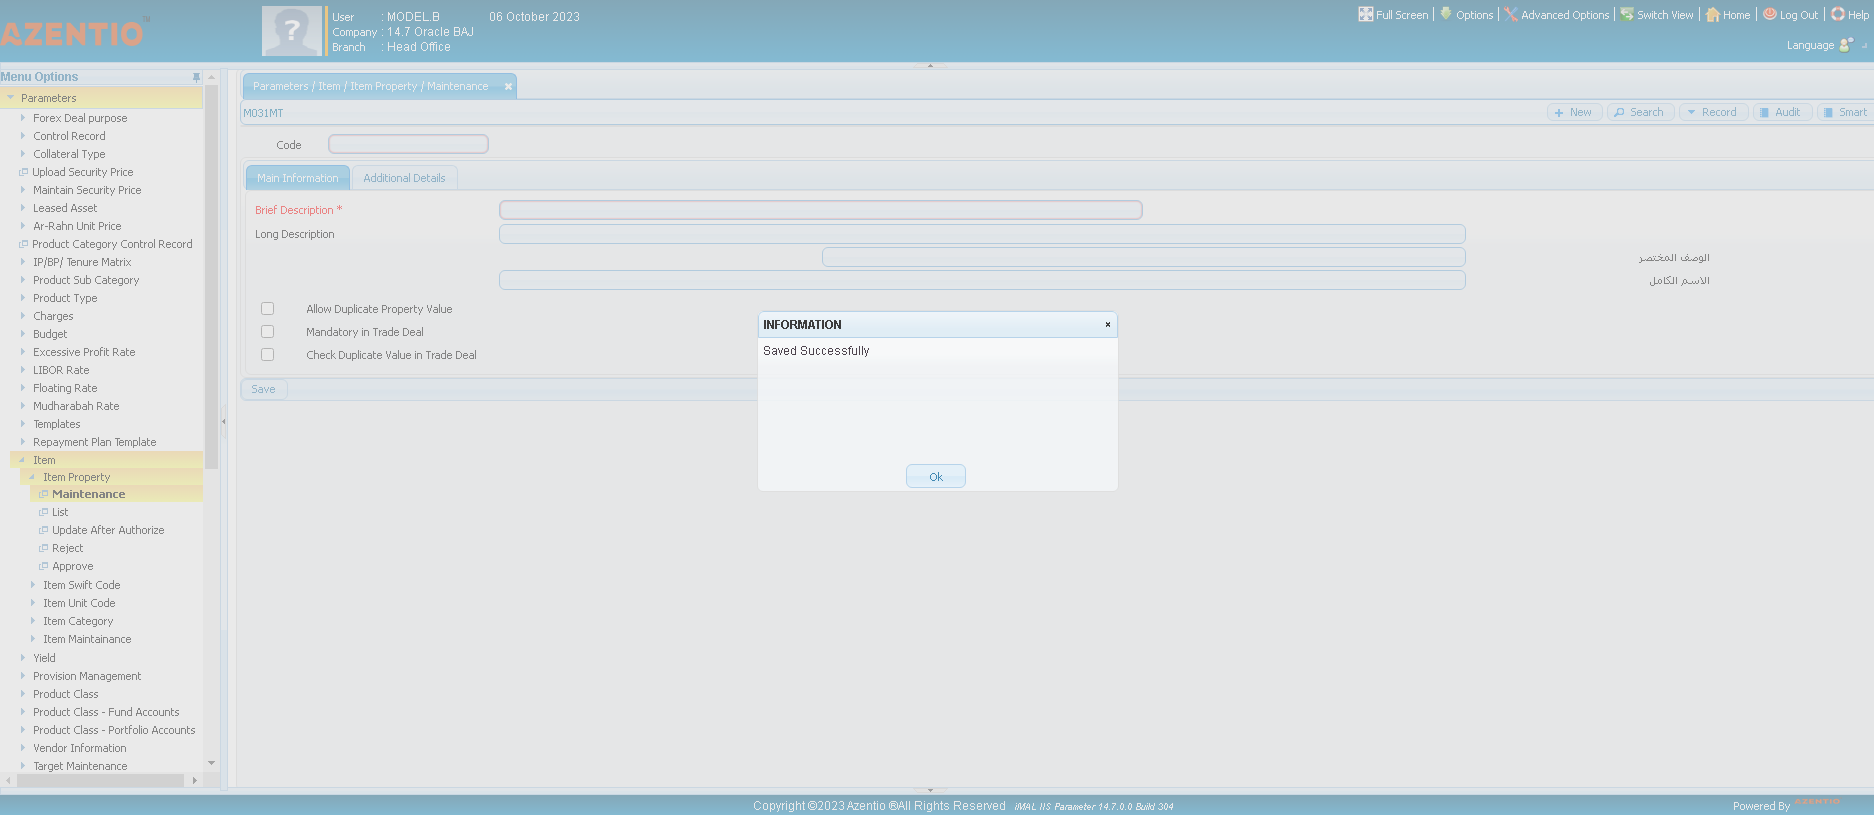 AZENTIO™
User : MODEL.B 06 October 2023
Company : 14.7 Oracle BAJ
Branch : Head Office
Full Screen
Options
Advanced Options
Switch View
Home
Log Out
Help
Language
Menu Options
Parameters
Forex Deal purpose
Control Record
Collateral Type
Upload Security Price
Maintain Security Price
Leased Asset
Ar-Rahn Unit Price
Product Category Control Record
IP/BP/ Tenure Matrix
Product Sub Category
Product Type
Charges
Budget
Excessive Profit Rate
LIBOR Rate
Floating Rate
Mudharabah Rate
Templates
Repayment Plan Template
Item
Item Property
Maintenance
List
Update After Authorize
Reject
Approve
Item Swift Code
Item Unit Code
Item Category
Item Maintainance
Yield
Provision Management
Product Class
Product Class - Fund Accounts
Product Class - Portfolio Accounts
Vendor Information
Target Maintenance
Parameters / Item / Item Property / Maintenance
M031MT
New
Search
Record
Audit
Smart
Code
Main Information
Additional Details
Brief Description *
Long Description
الوصف المختصر
الاسم الكامل
Allow Duplicate Property Value
Mandatory in Trade Deal
Check Duplicate Value in Trade Deal
Save
INFORMATION
Saved Successfully
Ok
Copyright ©2023 Azentio ®All Rights Reserved iMAL IIS Parameter 14.7.0.0 Build 304
Powered By AZENTIO